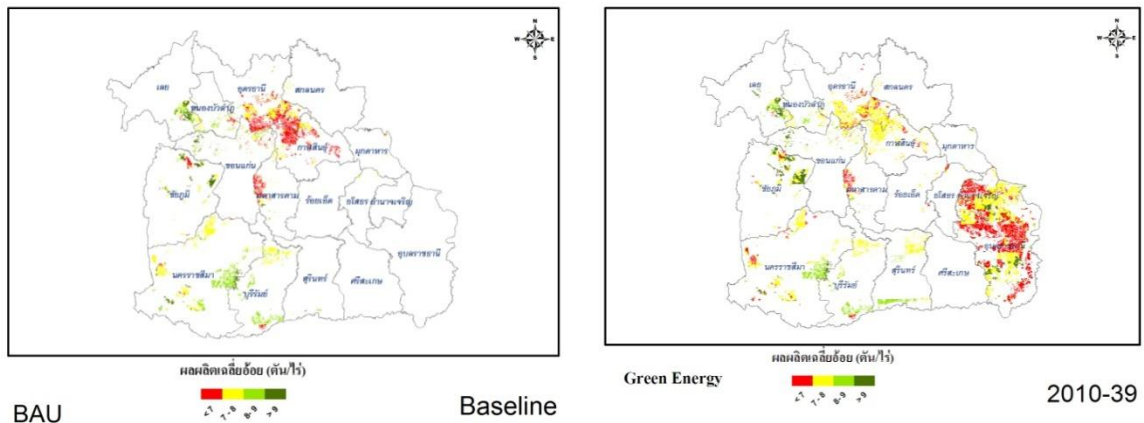 N
W E
S
เลย
หนองบัวลำภู
อุดรธานี
สกลนคร
กาฬสินธุ์
มุกดาหาร
ขอนแก่น
ชัยภูมิ
มหาสารคาม
ร้อยเอ็ด
ยโสธร
อำนาจเจริญ
อุบลราชธานี
นครราชสีมา
บุรีรัมย์
สุรินทร์
ศรีสะเกษ
ผลผลิตเฉลี่ยอ้อย (ตัน/ไร่)
<7 7 - 8 8- 9 > 9
BAU
Baseline
N
W E
S
เลย
หนองบัวลำภู
อุดรธานี
สกลนคร
กาฬสินธุ์
มุกดาหาร
ขอนแก่น
ชัยภูมิ
มหาสารคาม
ร้อยเอ็ด
ยโสธร
นครราชสีมา
บุรีรัมย์
สุรินทร์
ศรีสะเกษ
ผลผลิตเฉลี่ยอ้อย (ตัน/ไร่)
Green Energy
<7 7 - 8 8- 9 > 9
2010-39